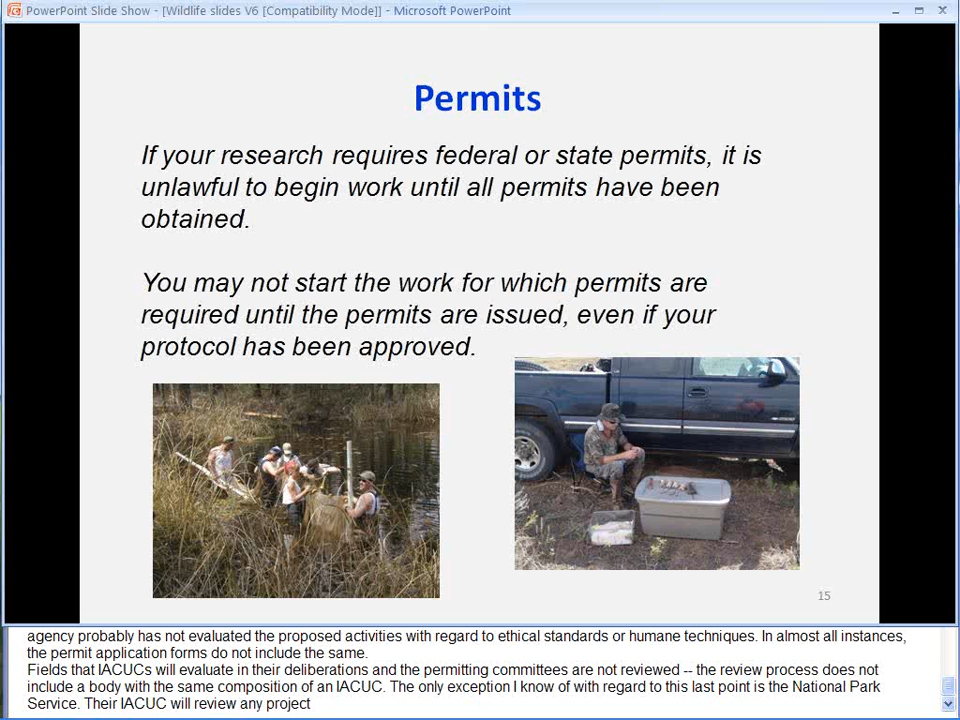 PowerPoint Slide Show - [Wildlife slides V6 [Compatibility Mode]] - Microsoft PowerPoint
Permits
If your research requires federal or state permits, it is
unlawful to begin work until all permits have been
obtained.
You may not start the work for which permits are
required until the permits are issued, even if your
protocol has been approved.
15
agency probably has not evaluated the proposed activities with regard to ethical standards or humane techniques. In almost all instances,
the permit application forms do not include the same.
Fields that IACUCs will evaluate in their deliberations and the permitting committees are not reviewed -- the review process does not
include a body with the same composition of an IACUC. The only exception I know of with regard to this last point is the National Park
Service. Their IACUC will review any project